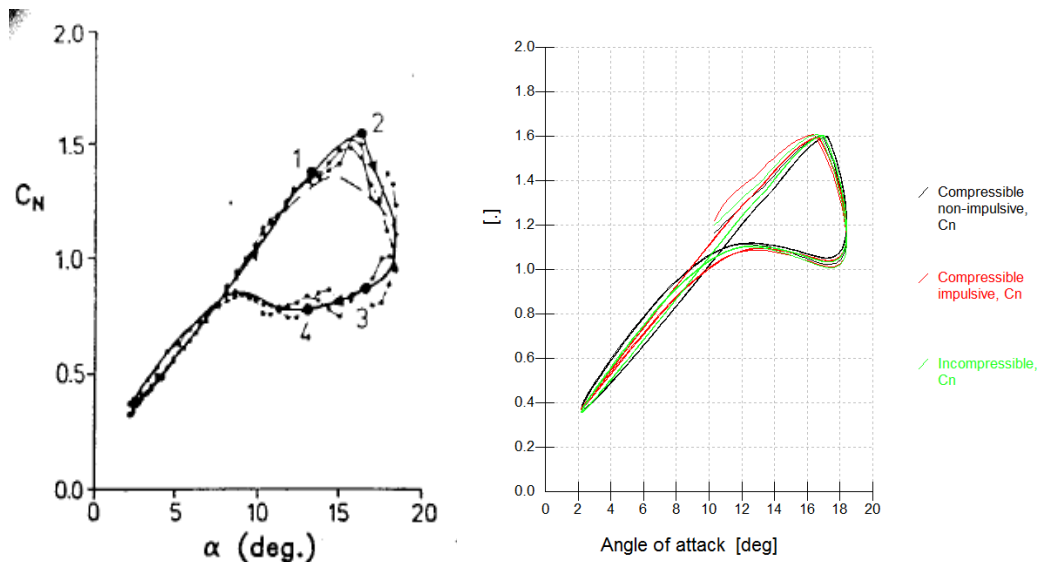 2.0
1.5
1.0
0.5
0.0
C_N
0 5 10 15 20
α (deg.)
1
2
3
4
2.0
1.8
1.6
1.4
1.2
1.0
0.8
0.6
0.4
0.2
0.0
[.]
0 2 4 6 8 10 12 14 16 18 20
Angle of attack [deg]
Compressible
non-impulsive,
Cn
Compressible
impulsive, Cn
Incompressible,
Cn